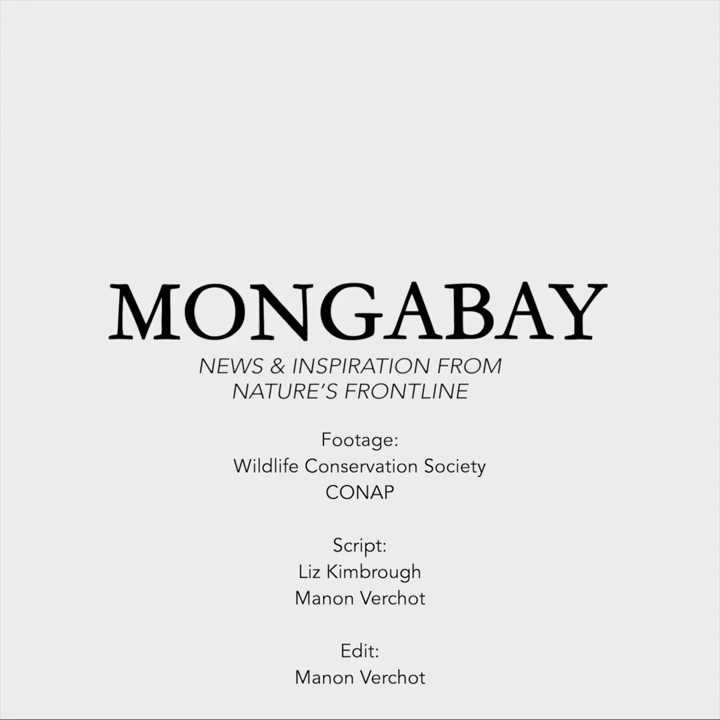 MONGABAY
NEWS & INSPIRATION FROM
NATURE'S FRONTLINE
Footage:
Wildlife Conservation Society
CONAP
Script:
Liz Kimbrough
Manon Verchot
Edit:
Manon Verchot